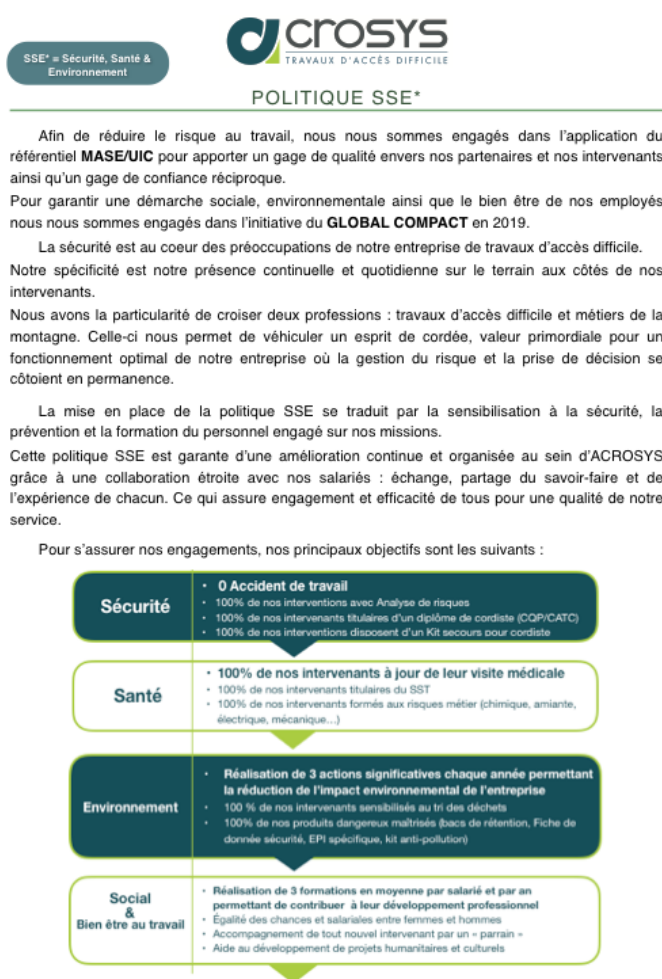 acrosys
TRAVAUX D'ACCÈS DIFFICILE
SSE* = Sécurité, Santé &
Environnement
POLITIQUE SSE*
Afin de réduire le risque au travail, nous nous sommes engagés dans l'application du
référentiel MASE/UIC pour apporter un gage de qualité envers nos partenaires et nos intervenants
ainsi qu'un gage de confiance réciproque.
Pour garantir une démarche sociale, environnementale ainsi que le bien être de nos employés
nous nous sommes engagés dans l'initiative du GLOBAL COMPACT en 2019.
La sécurité est au coeur des préoccupations de notre entreprise de travaux d'accès difficile.
Notre spécificité est notre présence continuelle et quotidienne sur le terrain aux côtés de nos
intervenants.
Nous avons la particularité de croiser deux professions : travaux d'accès difficile et métiers de la
montagne. Celle-ci nous permet de véhiculer un esprit de cordée, valeur primordiale pour un
fonctionnement optimal de notre entreprise où la gestion du risque et la prise de décision se
côtoient en permanence.
La mise en place de la politique SSE se traduit par la sensibilisation à la sécurité, la
prévention et la formation du personnel engagé sur nos missions.
Cette politique SSE est garante d'une amélioration continue et organisée au sein d'ACROSYS
grâce à une collaboration étroite avec nos salariés : échange, partage du savoir-faire et de
l'expérience de chacun. Ce qui assure engagement et efficacité de tous pour une qualité de notre
service.
Pour s'assurer nos engagements, nos principaux objectifs sont les suivants :
Sécurité
• 0 Accident de travail
• 100% de nos interventions avec Analyse de risques
• 100% de nos intervenants titulaires d'un diplôme de cordiste (CQP/CATC)
• 100% de nos interventions disposent d'un Kit secours pour cordiste
Santé
• 100% de nos intervenants à jour de leur visite médicale
• 100% de nos intervenants titulaires du SST
• 100% de nos intervenants formés aux risques métier (chimique, amiante,
électrique, mécanique...)
Environnement
• Réalisation de 3 actions significatives chaque année permettant
la réduction de l'impact environnemental de l'entreprise
• 100 % de nos intervenants sensibilisés au tri des déchets
• 100% de nos produits dangereux maîtrisés (bacs de rétention, Fiche de
donnée sécurité, EPI spécifique, kit anti-pollution)
Social
&
Bien être au travail
• Réalisation de 3 formations en moyenne par salarié et par an
permettant de contribuer à leur développement professionnel
• Égalité des chances et salariales entre femmes et hommes
• Accompagnement de tout nouvel intervenant par un « parrain »
• Aide au développement de projets humanitaires et culturels